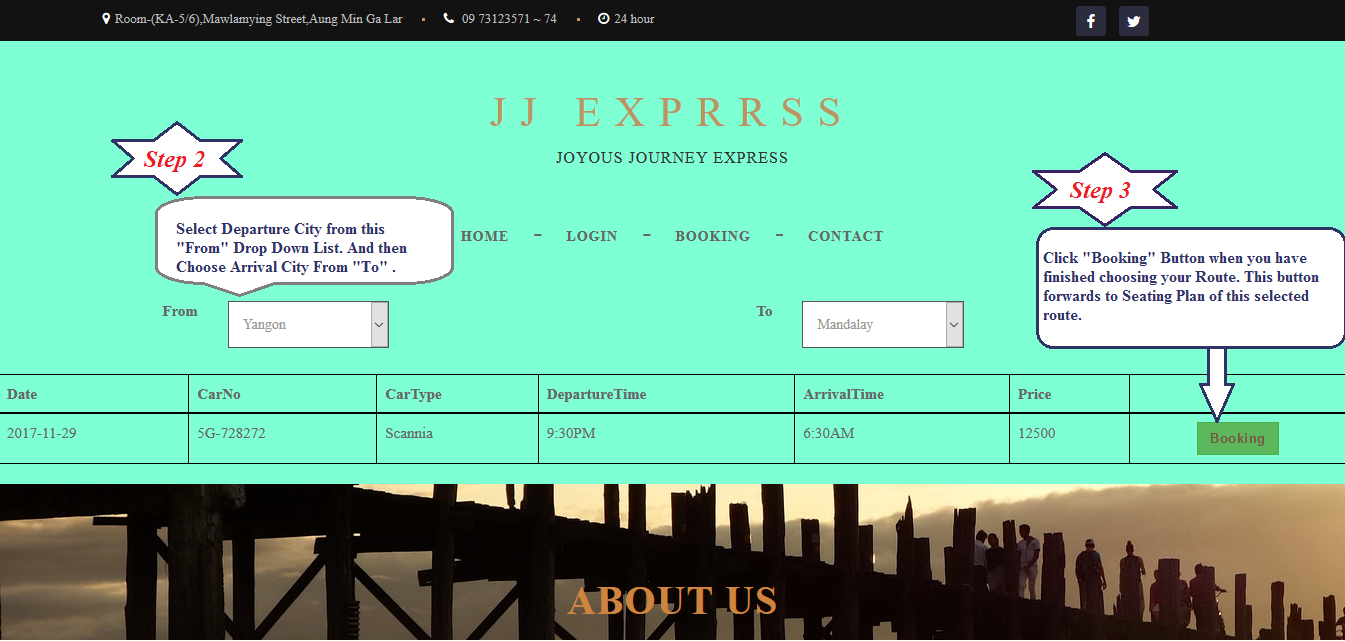 Room-(KA-5/6),Mawlamying Street,Aung Min Ga Lar 09 73123571 ~ 74 24 hour
JJ EXPRRSS
JOYOUS JOURNEY EXPRESS
Step 2
Step 3
Select Departure City from this
"From" Drop Down List. And then
Choose Arrival City From "To" .
HOME - LOGIN - BOOKING - CONTACT
Click "Booking" Button when you have
finished choosing your Route. This button
forwards to Seating Plan of this selected
route.
From Yangon To Mandalay
Date CarNo CarType DepartureTime ArrivalTime Price
2017-11-29 5G-728272 Scannia 9:30PM 6:30AM 12500 Booking
ABOUT US